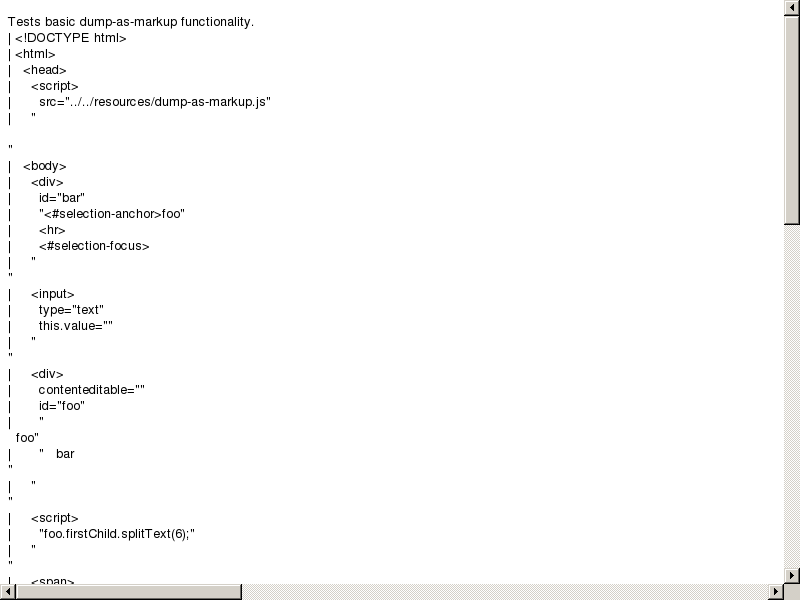 Tests basic dump-as-markup functionality.
| <!DOCTYPE html>
| <html>
|   <head>
|     <script>
|       src="../../resources/dump-as-markup.js"
|     "

"
|   <body>
|     <div>
|       id="bar"
|       "<#selection-anchor>foo"
|       <hr>
|       <#selection-focus>
|     "
"
|     <input>
|       type="text"
|       this.value=""
|     "
"
|     <div>
|       contenteditable=""
|       id="foo"
|       "
  foo"
|       "   bar
"
|     "
"
|     <script>
|       "foo.firstChild.splitText(6);"
|     "
"
|     <span>